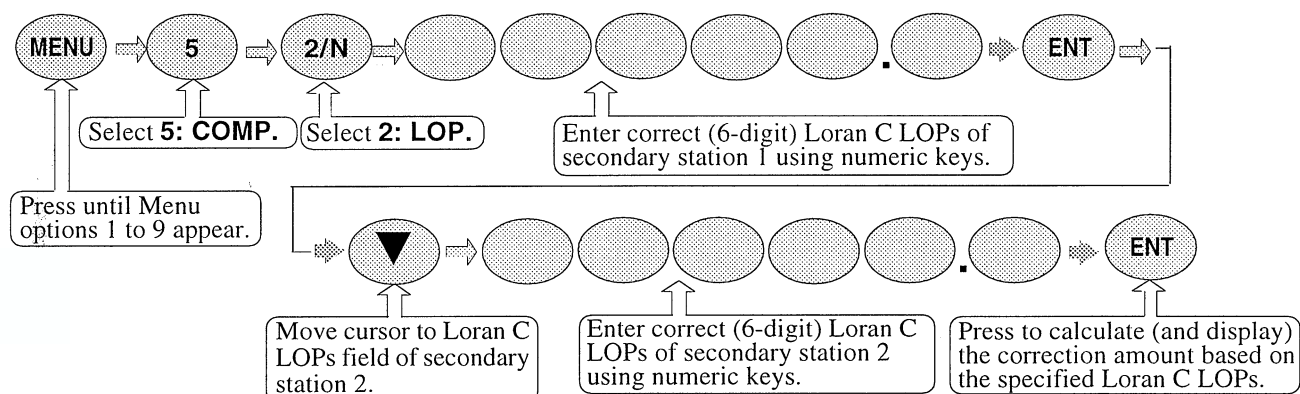 MENU 5 2/N . ENT
Select 5: COMP. Select 2: LOP.
Enter correct (6-digit) Loran C LOPs of
secondary station 1 using numeric keys.
Press until Menu
options 1 to 9 appear.
▼ . ENT
Move cursor to Loran C
LOPs field of secondary
station 2.
Enter correct (6-digit) Loran C
LOPs of secondary station 2
using numeric keys.
Press to calculate (and display)
the correction amount based on
the specified Loran C LOPs.